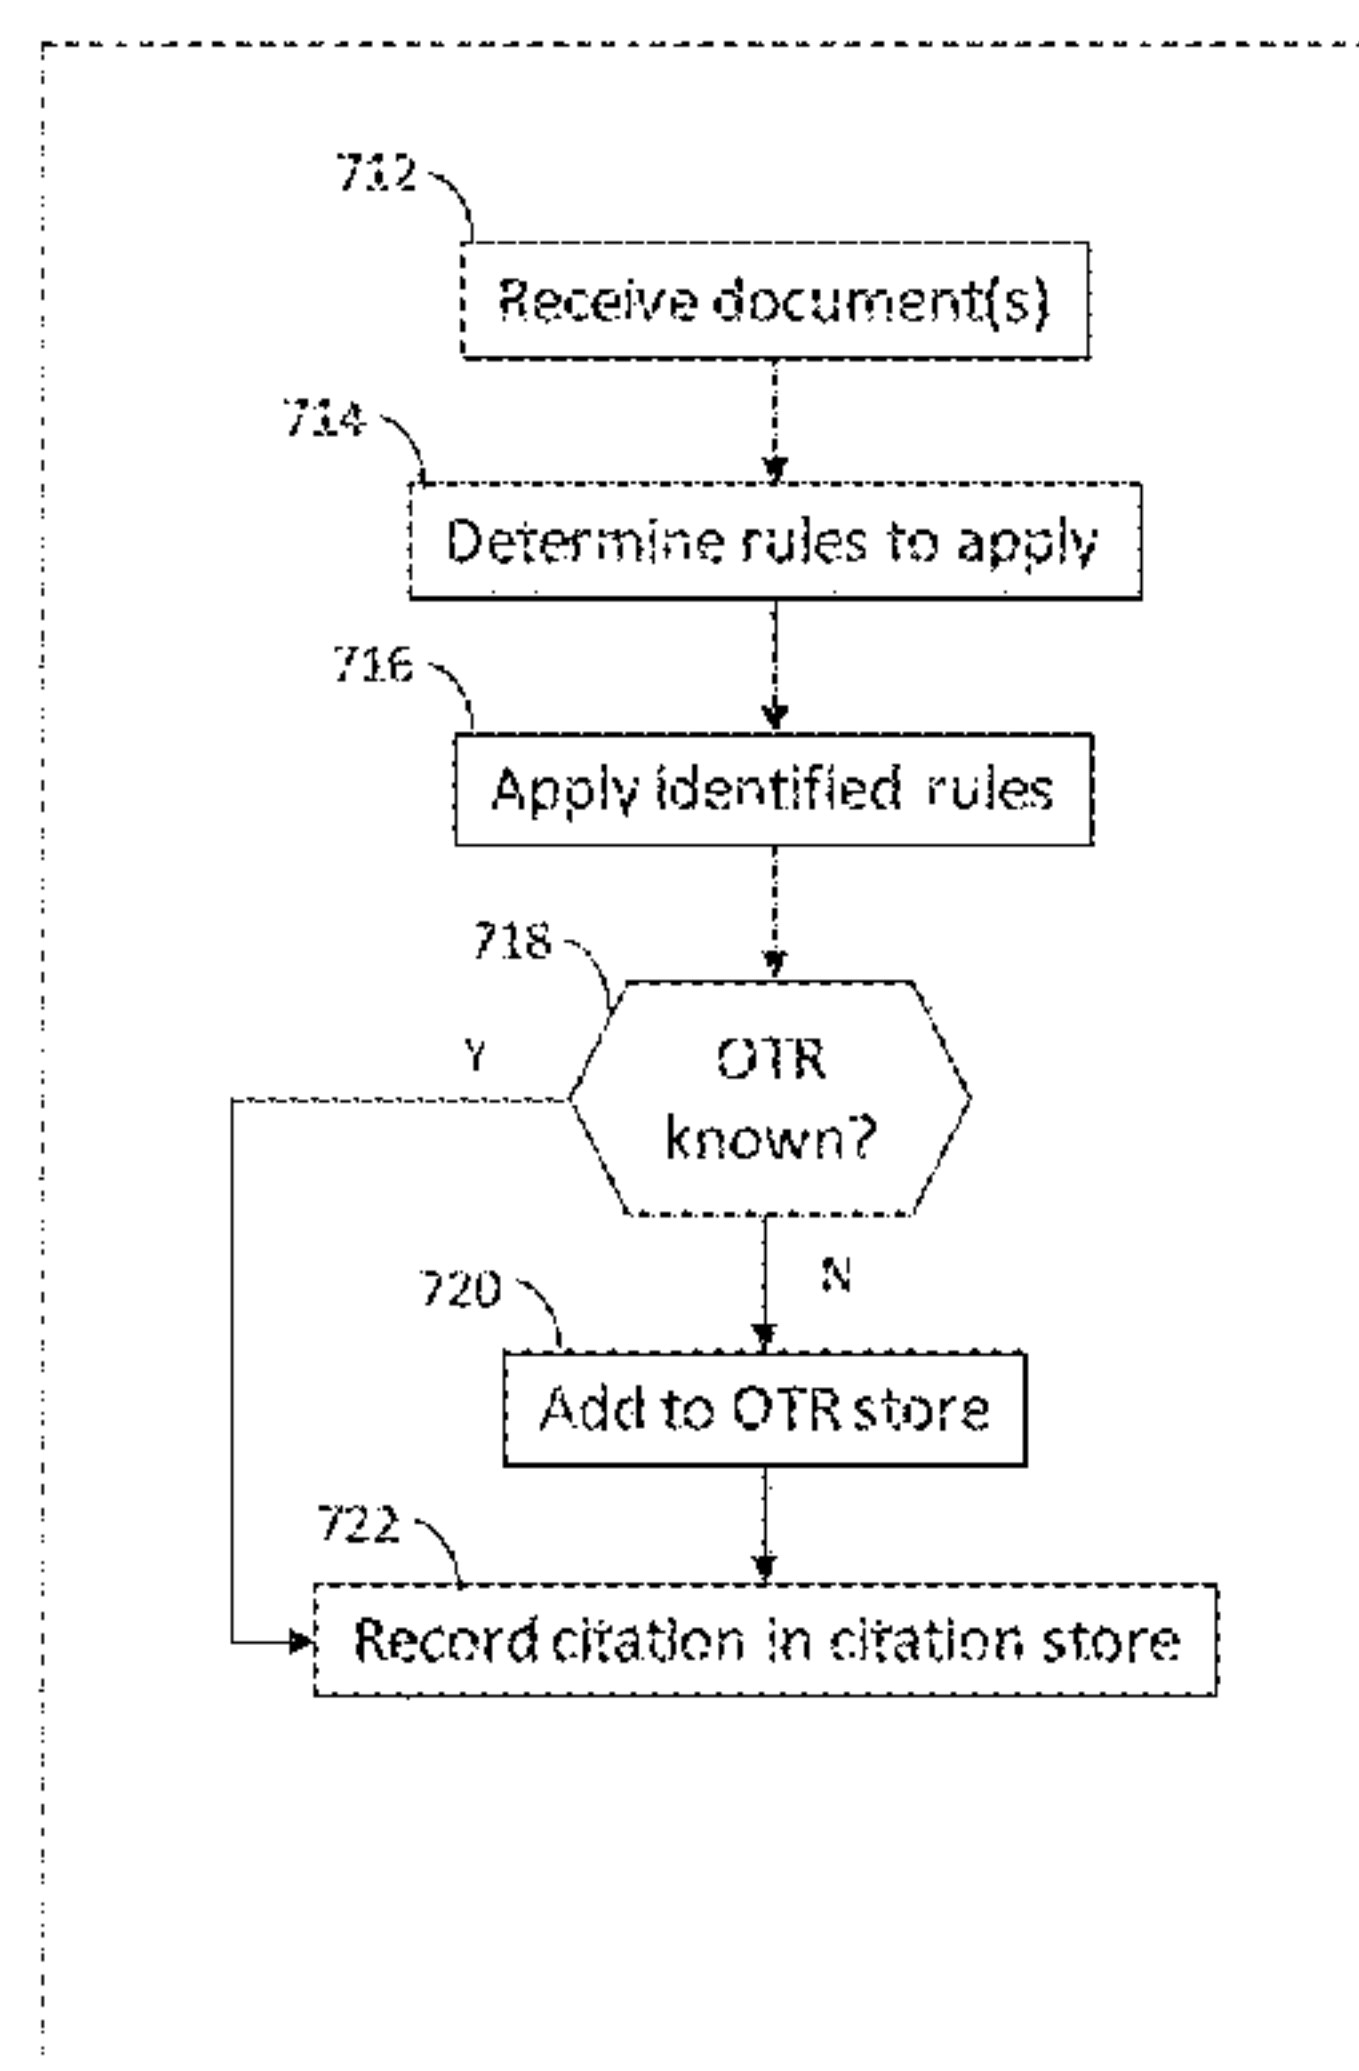 712
Receive document(s)
714
Determine rules to apply
716
Apply identified rules
718
Y
OTR
known?
N
720
Add to OTR store
722
Record citation in citation store